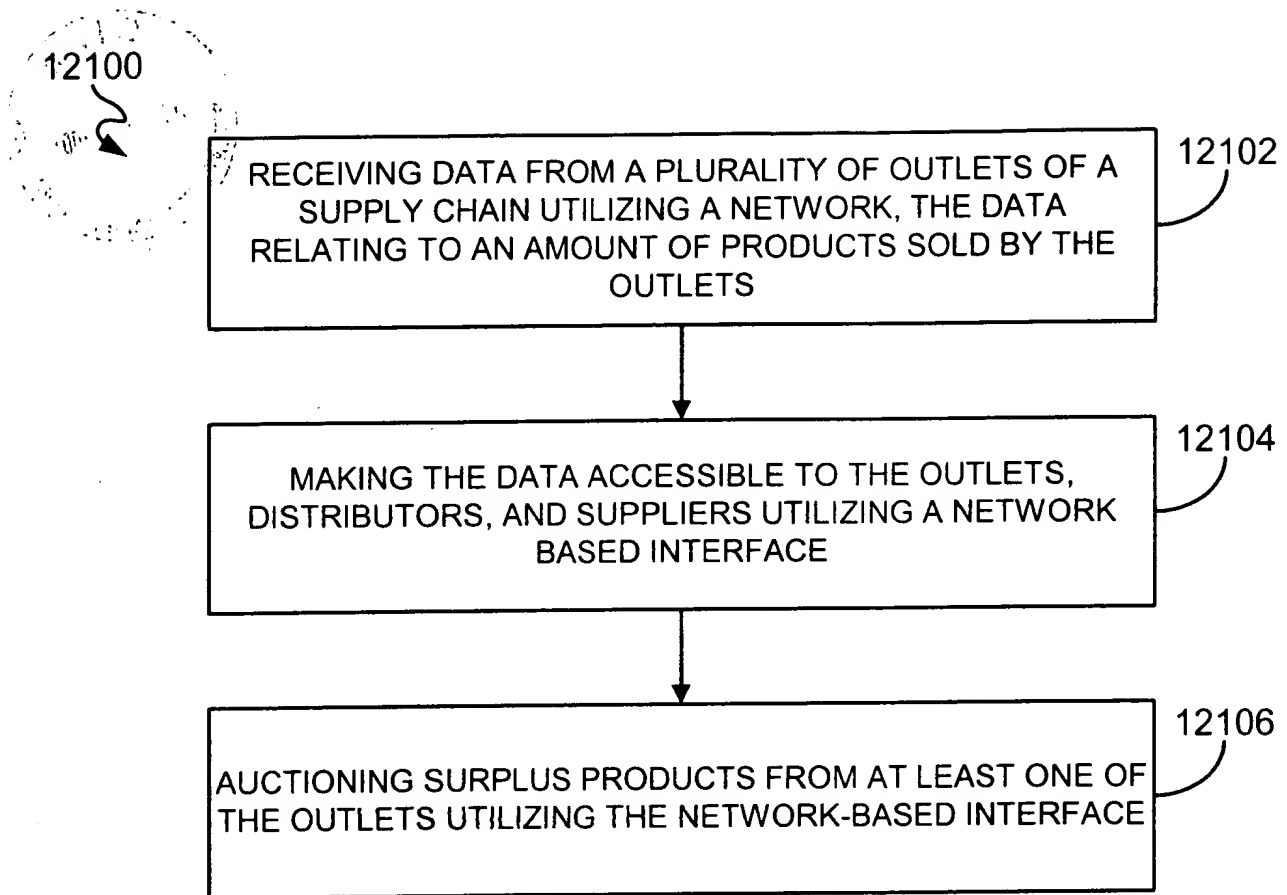 12100
12102
RECEIVING DATA FROM A PLURALITY OF OUTLETS OF A
SUPPLY CHAIN UTILIZING A NETWORK, THE DATA
RELATING TO AN AMOUNT OF PRODUCTS SOLD BY THE
OUTLETS
12104
MAKING THE DATA ACCESSIBLE TO THE OUTLETS,
DISTRIBUTORS, AND SUPPLIERS UTILIZING A NETWORK
BASED INTERFACE
12106
AUCTIONING SURPLUS PRODUCTS FROM AT LEAST ONE OF
THE OUTLETS UTILIZING THE NETWORK-BASED INTERFACE